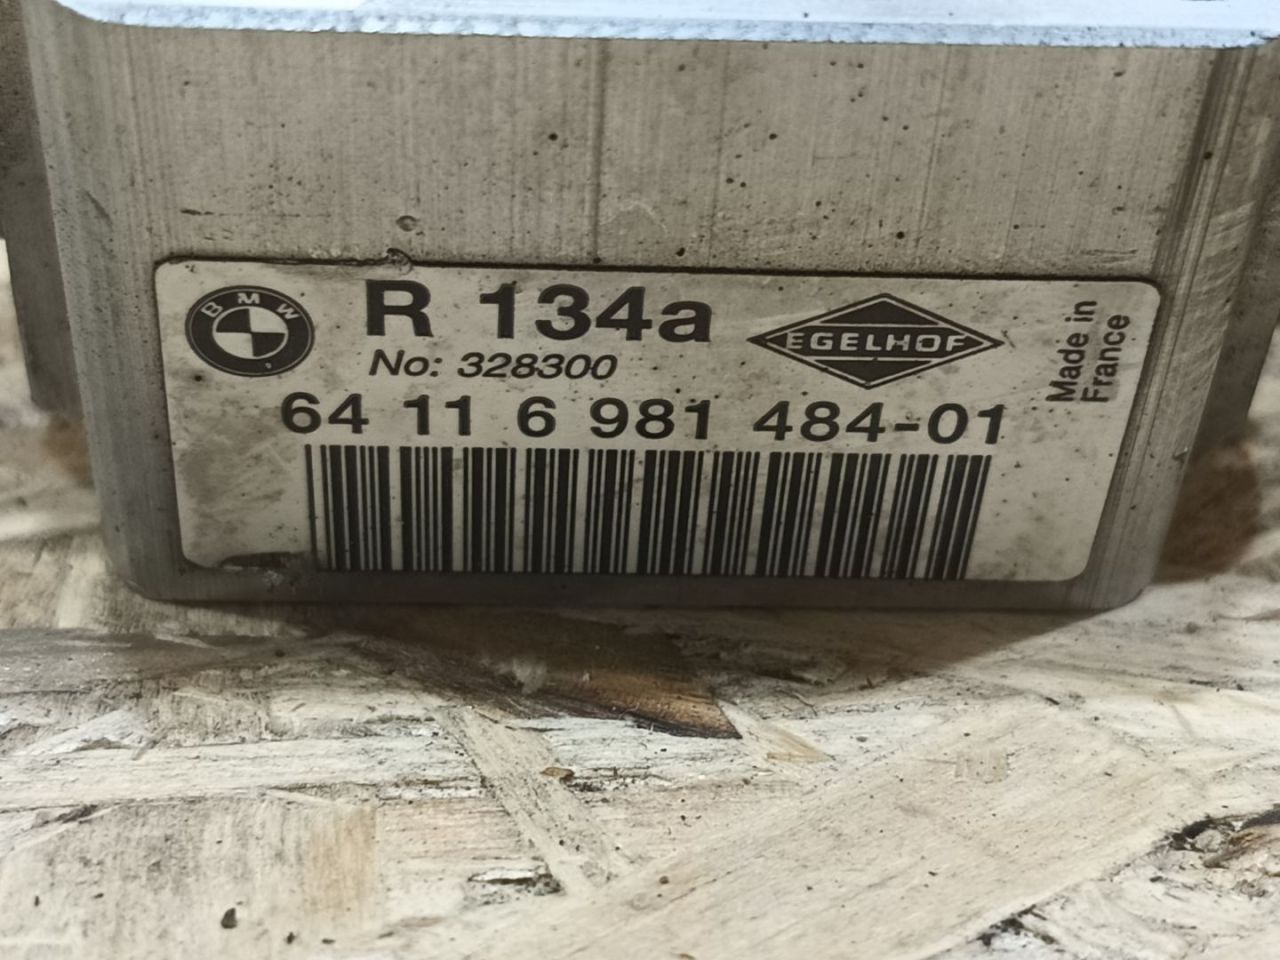 BMW
R 134a
No: 328300
EGELHOF
Made in
France
64 11 6 981 484-01